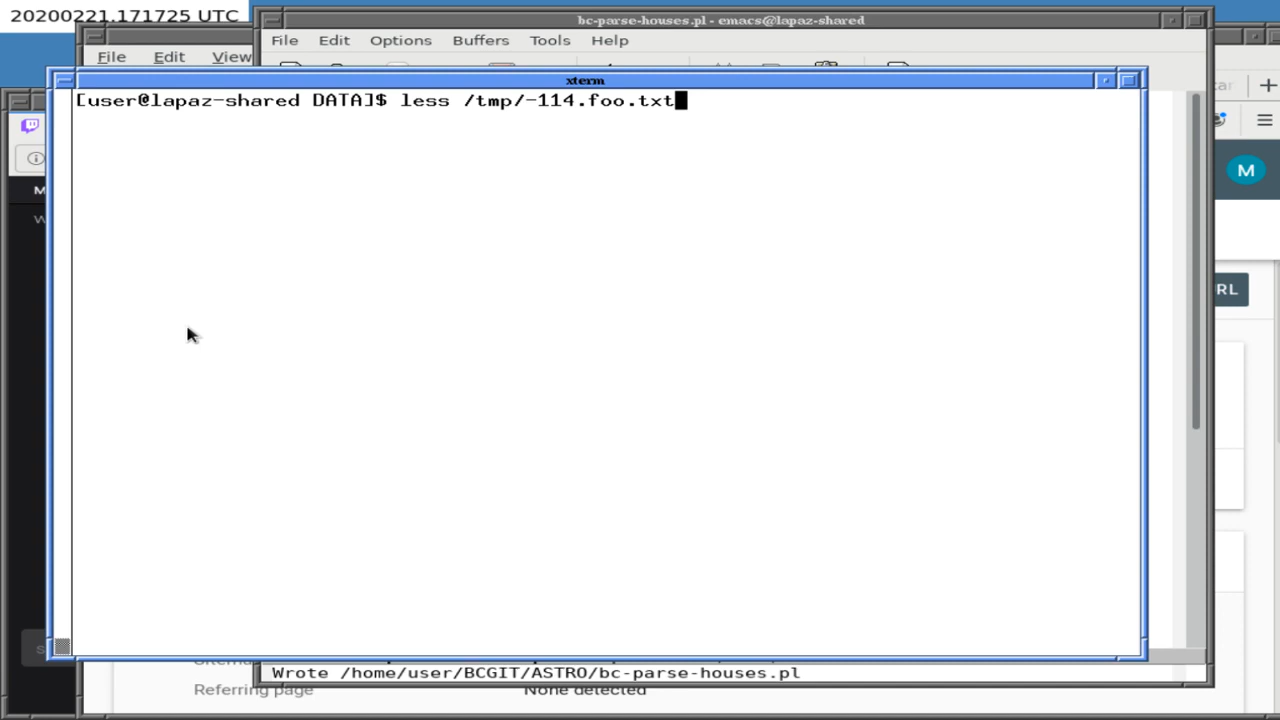 20200221.171725 UTC
bc-parse-houses.pl - emacs@lapaz-shared
File Edit Options Buffers Tools Help
File Edit View
xterm
[user@lapaz-shared DATA]$ less /tmp/-114.foo.txt
M
M
RL
Wrote /home/user/BCGIT/ASTRO/bc-parse-houses.pl
Referring page None detected